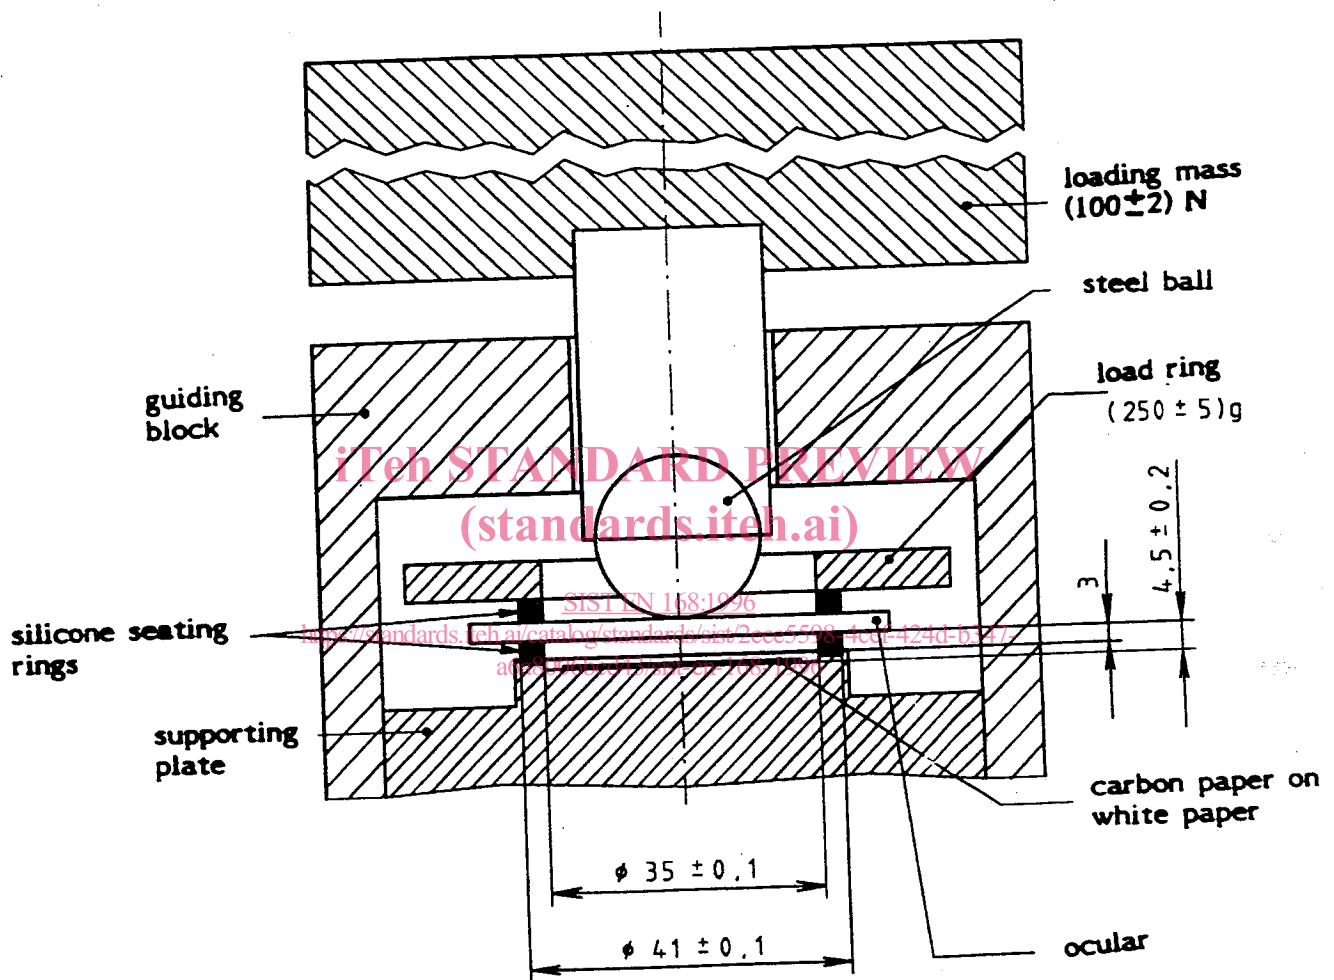 loading mass
(100±2) N
steel ball
load ring
(250 ± 5)g
guiding
block
iTeh STANDARD PREVIEW
(standards.iteh.ai)
4,5 ± 0,2
3
SIST EN 168:1996
silicone seating
rings
supporting
plate
carbon paper on
white paper
ø 35 ± 0,1
ø 41 ± 0,1
ocular